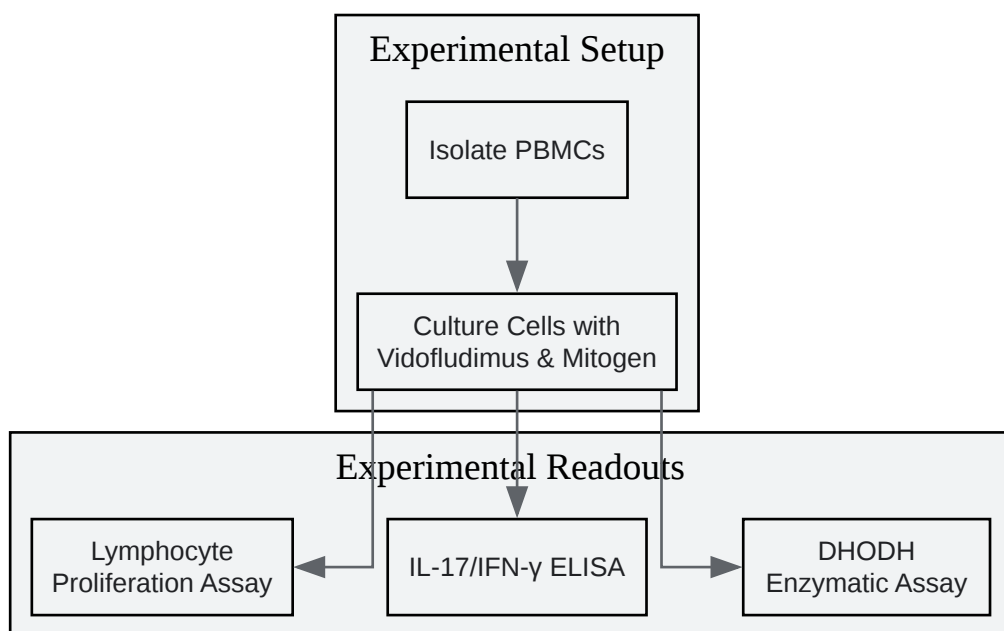 Experimental Setup
Isolate PBMCs
Culture Cells with
Vidofludimus & Mitogen
Experimental Readouts
Lymphocyte
Proliferation Assay
IL-17/IFN-γ ELISA
DHODH
Enzymatic Assay